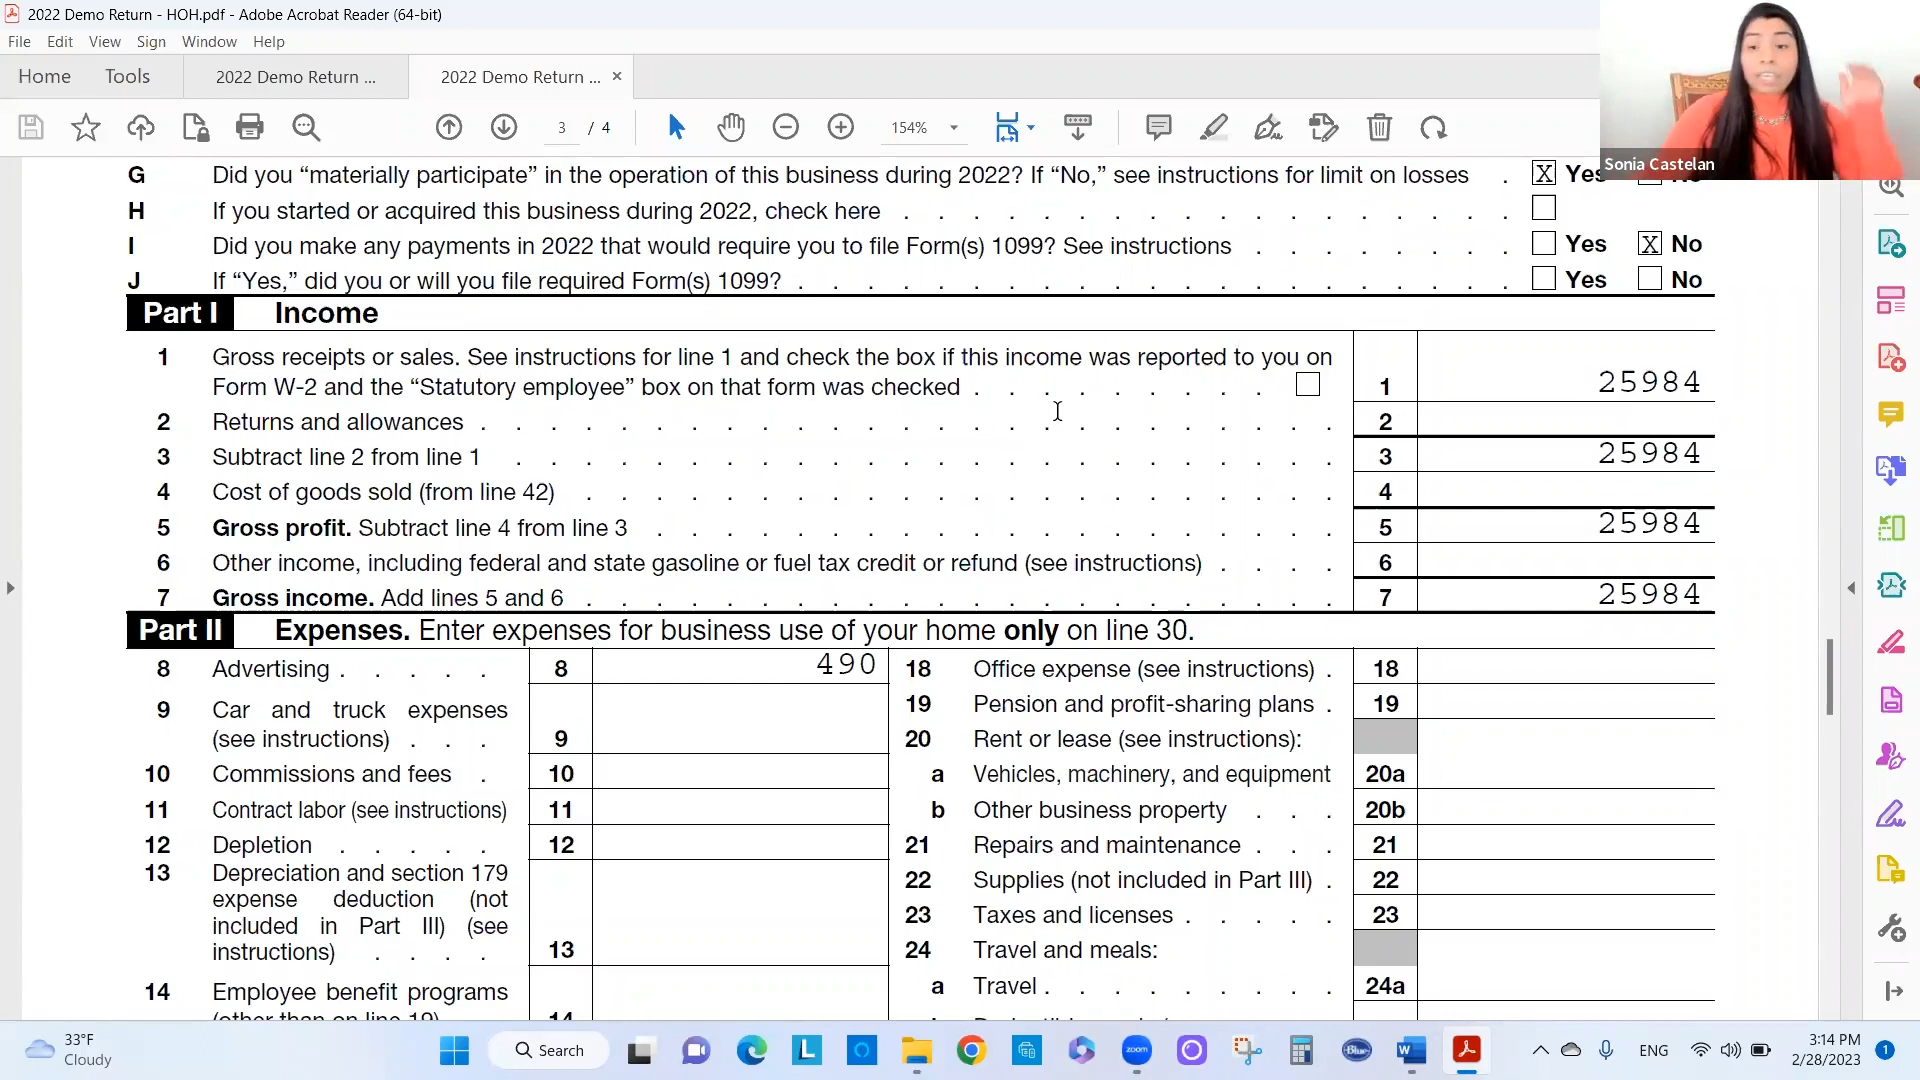 2022 Demo Return - HOH.pdf - Adobe Acrobat Reader (64-bit)
File Edit View Sign Window Help
Home Tools 2022 Demo Return ... 2022 Demo Return ... ×
3 / 4 154%
Sonia Castelan
G Did you “materially participate” in the operation of this business during 2022? If “No,” see instructions for limit on losses . X Yes No
H If you started or acquired this business during 2022, check here . . . . . . . . . . . . . . . . . .
I Did you make any payments in 2022 that would require you to file Form(s) 1099? See instructions . . . . . . . . Yes X No
J If “Yes,” did you or will you file required Form(s) 1099? . . . . . . . . . . . . . . . . . . . . . Yes No
Part I Income
1 Gross receipts or sales. See instructions for line 1 and check the box if this income was reported to you on
Form W-2 and the “Statutory employee” box on that form was checked . . . . . . . . . 1 25984
2 Returns and allowances . . . . . . . . . . . . . . . . . . . . . . . . . 2
3 Subtract line 2 from line 1 . . . . . . . . . . . . . . . . . . . . . . . . 3 25984
4 Cost of goods sold (from line 42) . . . . . . . . . . . . . . . . . . . . . . 4
5 Gross profit. Subtract line 4 from line 3 . . . . . . . . . . . . . . . . . . . . 5 25984
6 Other income, including federal and state gasoline or fuel tax credit or refund (see instructions) . . . . 6
7 Gross income. Add lines 5 and 6 . . . . . . . . . . . . . . . . . . . . . . 7 25984
Part II Expenses. Enter expenses for business use of your home only on line 30.
8 Advertising . . . . . 8 490 18 Office expense (see instructions) . 18
9 Car and truck expenses 19 Pension and profit-sharing plans . 19
(see instructions) . . . 9 20 Rent or lease (see instructions):
10 Commissions and fees . 10 a Vehicles, machinery, and equipment 20a
11 Contract labor (see instructions) 11 b Other business property . . . 20b
12 Depletion . . . . . 12 21 Repairs and maintenance . . . 21
13 Depreciation and section 179 22 Supplies (not included in Part III) . 22
expense deduction (not
included in Part III) (see 23 Taxes and licenses . . . . . 23
instructions) . . . . 13 24 Travel and meals:
14 Employee benefit programs a Travel . . . . . . . . . 24a
(other than on line 19) 14
33°F
Cloudy
Search
zoom
Blue
ENG
3:14 PM
2/28/2023
1